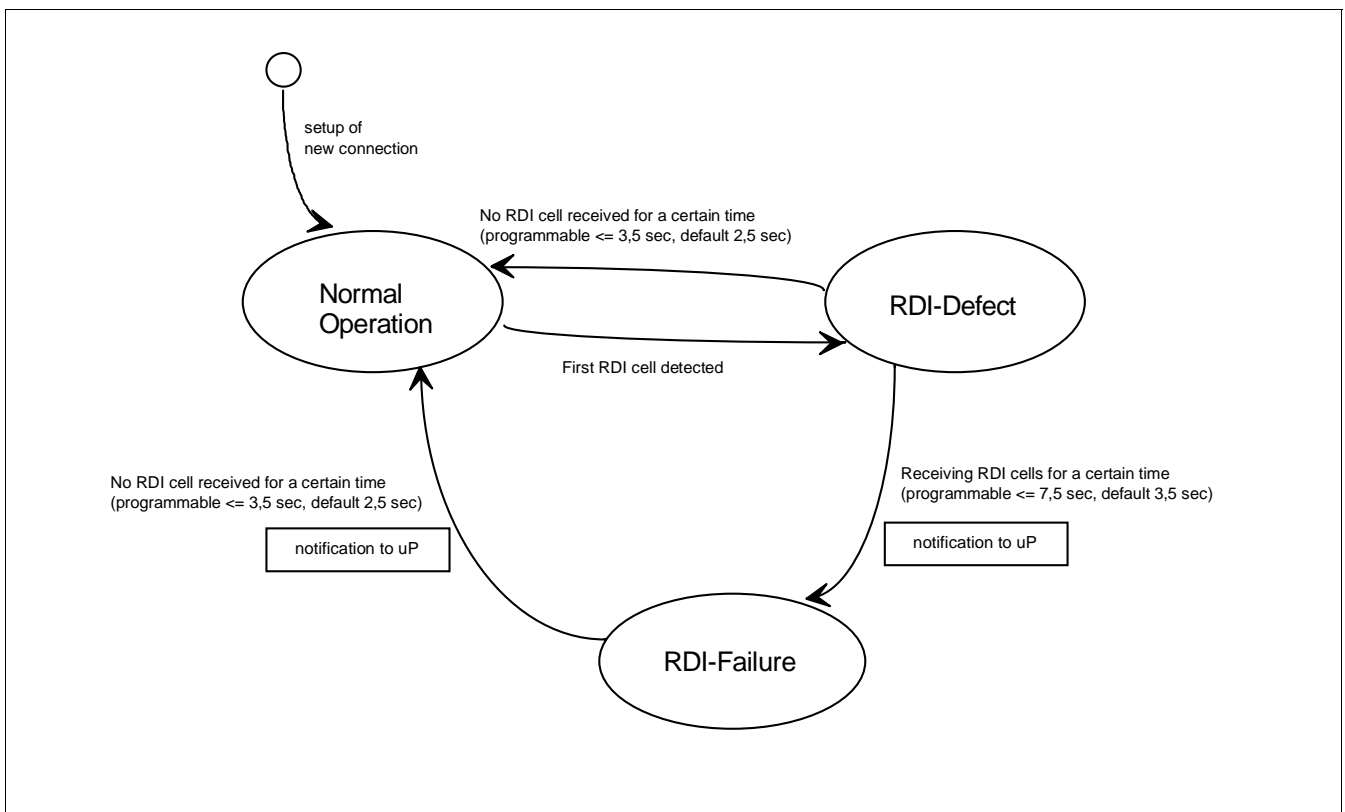 setup of
new connection
No RDI cell received for a certain time
(programmable <= 3,5 sec, default 2,5 sec)
Normal
Operation
RDI-Defect
First RDI cell detected
No RDI cell received for a certain time
(programmable <= 3,5 sec, default 2,5 sec)
notification to uP
Receiving RDI cells for a certain time
(programmable <= 7,5 sec, default 3,5 sec)
notification to uP
RDI-Failure